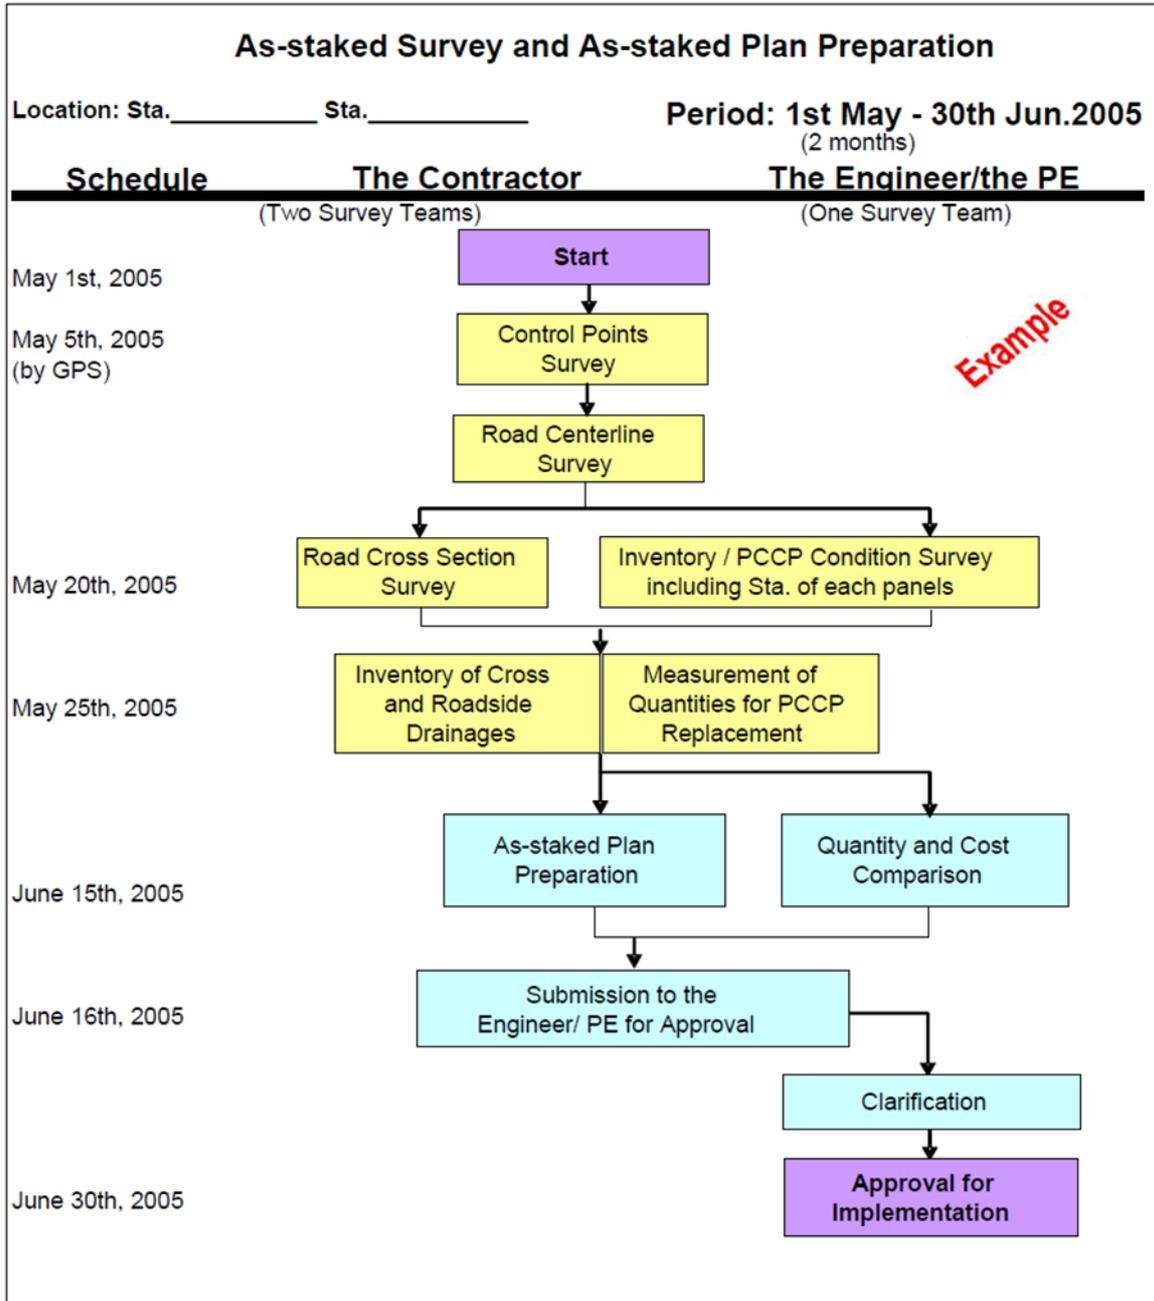 As-staked Survey and As-staked Plan Preparation
Location: Sta.___________ Sta.____________
Period: 1st May - 30th Jun.2005
(2 months)
Schedule
The Contractor
The Engineer/the PE
(Two Survey Teams)
(One Survey Team)
Start
May 1st, 2005
May 5th, 2005
(by GPS)
Control Points
Survey
Example
Road Centerline
Survey
Road Cross Section
Survey
Inventory / PCCP Condition Survey
including Sta. of each panels
May 20th, 2005
Inventory of Cross
and Roadside
Drainages
Measurement of
Quantities for PCCP
Replacement
May 25th, 2005
As-staked Plan
Preparation
Quantity and Cost
Comparison
June 15th, 2005
Submission to the
Engineer/ PE for Approval
June 16th, 2005
Clarification
Approval for
Implementation
June 30th, 2005